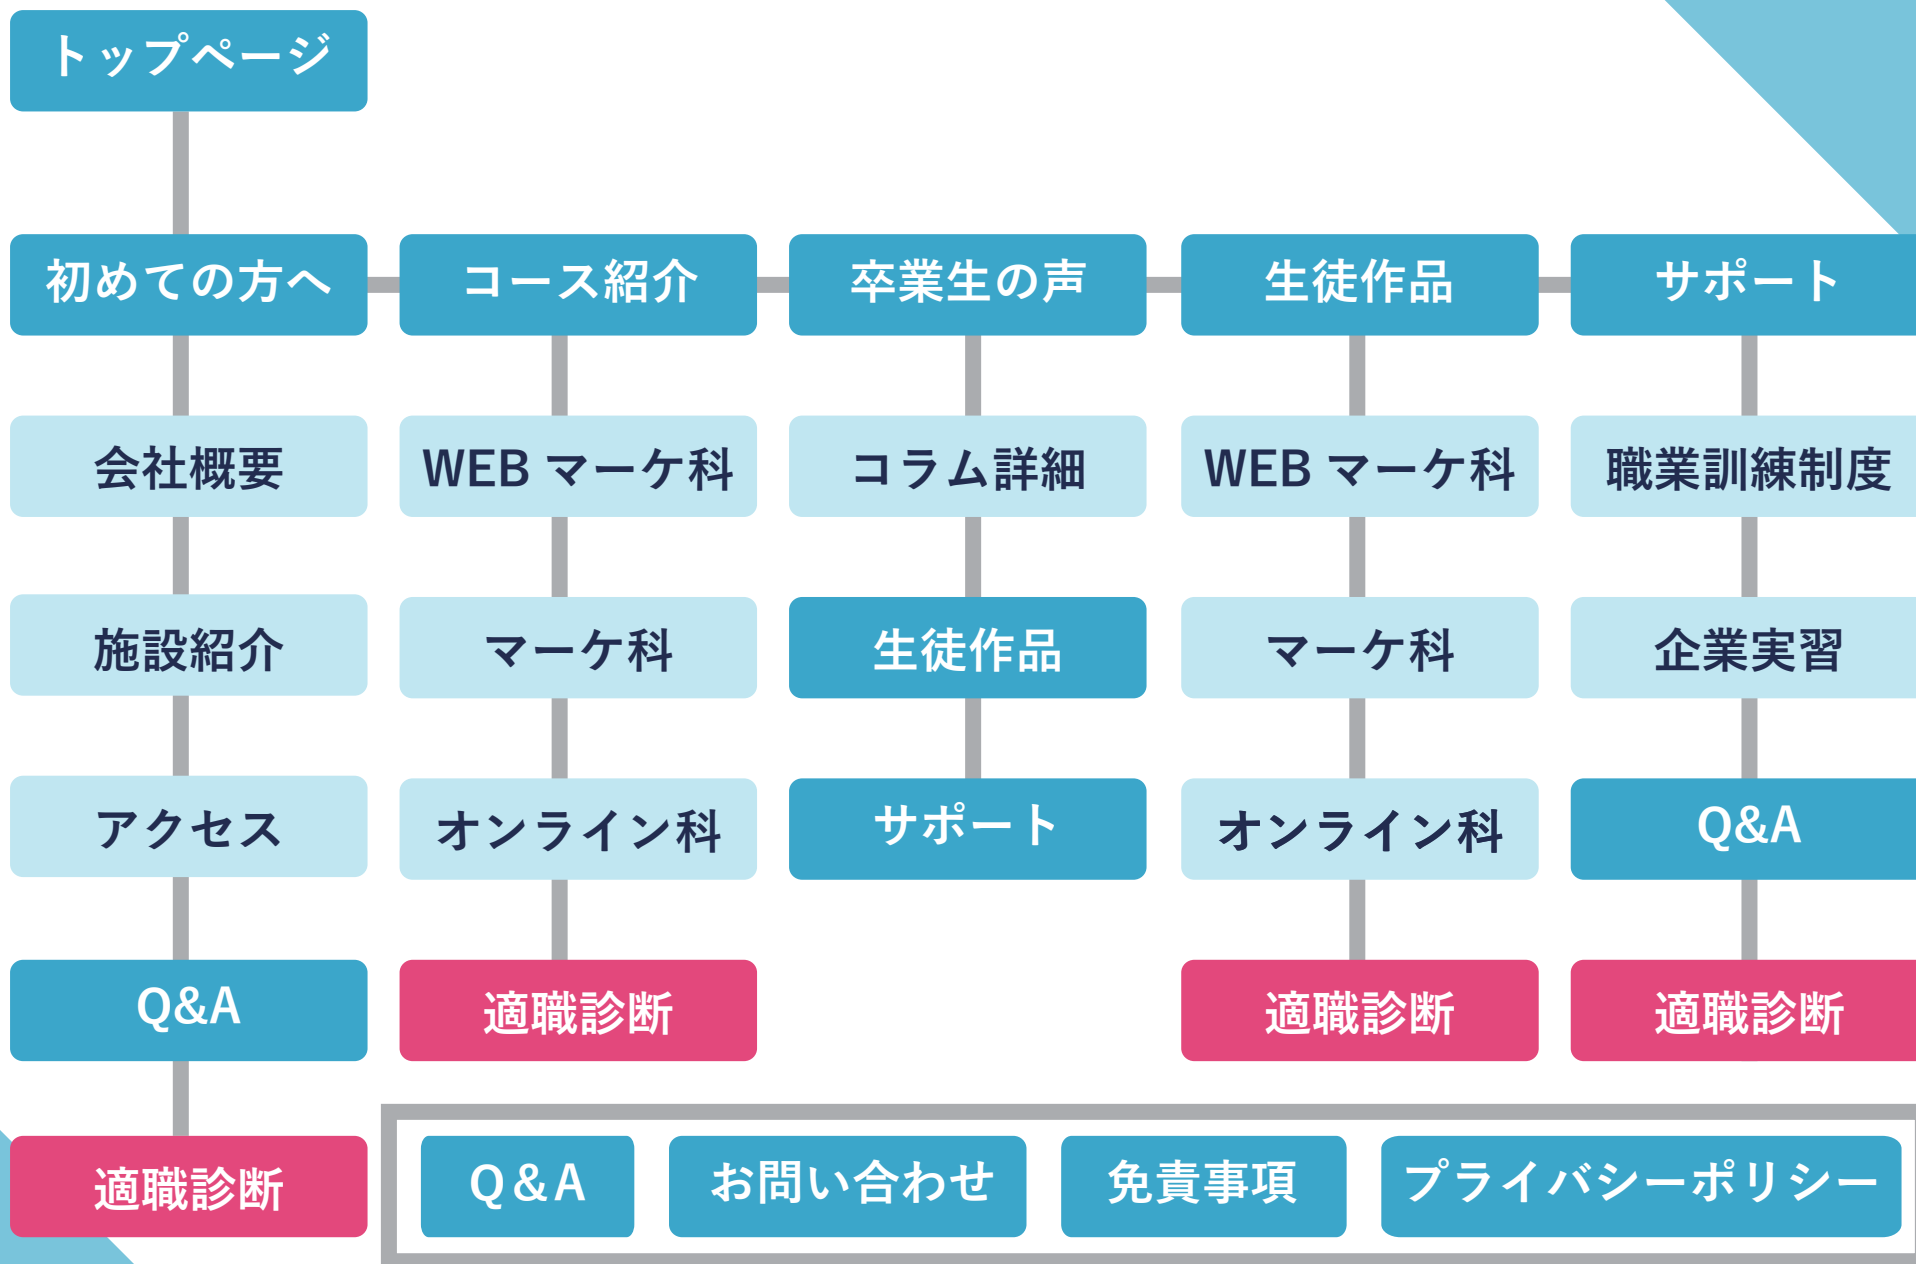 トップページ
初めての方へ
コース紹介
卒業生の声
生徒作品
サポート
会社概要
WEB マーケ科
コラム詳細
WEB マーケ科
職業訓練制度
施設紹介
マーケ科
生徒作品
マーケ科
企業実習
アクセス
オンライン科
サポート
オンライン科
Q&A
Q&A
適職診断
適職診断
適職診断
適職診断
Q&A
お問い合わせ
免責事項
プライバシーポリシー